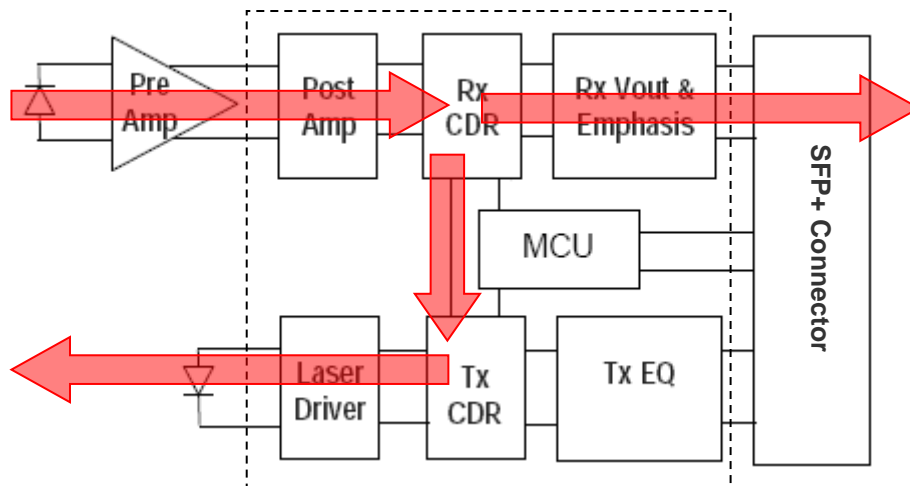 Pre
Amp
Post
Amp
Rx
CDR
Rx Vout &
Emphasis
SFP+ Connector
MCU
Laser
Driver
Tx
CDR
Tx EQ